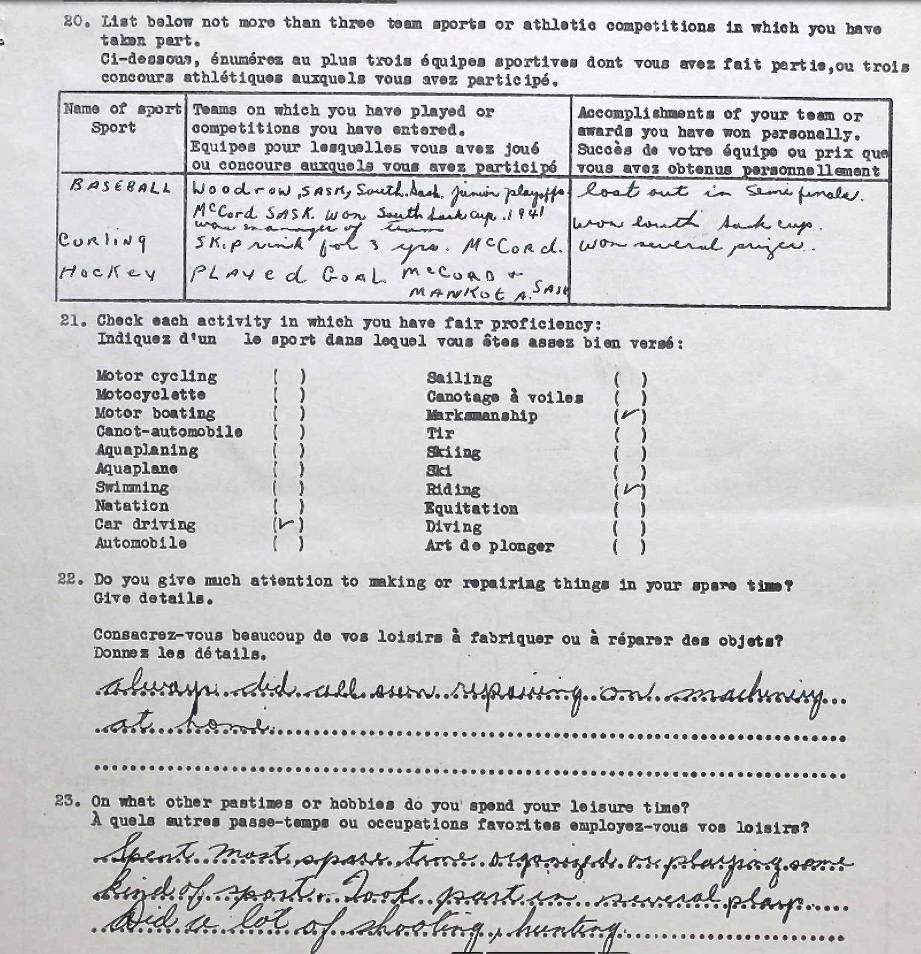 20. List below not more than three team sports or athletic competitions in which you have
taken part.
Ci-dessous, énumérez au plus trois équipes sportives dont vous avez fait partie,ou trois
concours athlétiques auxquels vous avez participé.
Name of sport
Sport
Teams on which you have played or
competitions you have entered.
Equipes pour lesquelles vous avez joué
ou concours auxquels vous avez participé
Accomplishments of your team or
awards you have won personally.
Succès de votre équipe ou prix que
vous avez obtenus personnellement
BASEBALL
Woodrow, SASK, South. Sask. junior playoffs
lost out in semi finals.
McCord SASK. won South Sask cup. 1941
was manager of team
won south Sask cup.
CURLING
SKip rink for 3 yrs. McCord.
won several prizes.
HOCKEY
PLAYED GOAL McCORD +
MANKOTA. SASK
21. Check each activity in which you have fair proficiency:
Indiquez d'un le sport dans lequel vous êtes assez bien versé:
Motor cycling ( )
Motocyclette ( )
Motor boating ( )
Canot-automobile ( )
Aquaplaning ( )
Aquaplane ( )
Swimming ( )
Natation ( )
Car driving (✓)
Automobile ( )
Sailing ( )
Canotage à voiles ( )
Marksmanship (✓)
Tir ( )
Skiing ( )
Ski ( )
Riding (✓)
Equitation ( )
Diving ( )
Art de plonger ( )
22. Do you give much attention to making or repairing things in your spare time?
Give details.
Consacrez-vous beaucoup de vos loisirs à fabriquer ou à réparer des objets?
Donnez les détails.
always did all own repairing on machinery
at home
23. On what other pastimes or hobbies do you spend your leisure time?
À quels autres passe-temps ou occupations favorites employez-vous vos loisirs?
Spent most spare time organized or playing some
kind of sport. Took part in several plays.
Did a lot of shooting, hunting